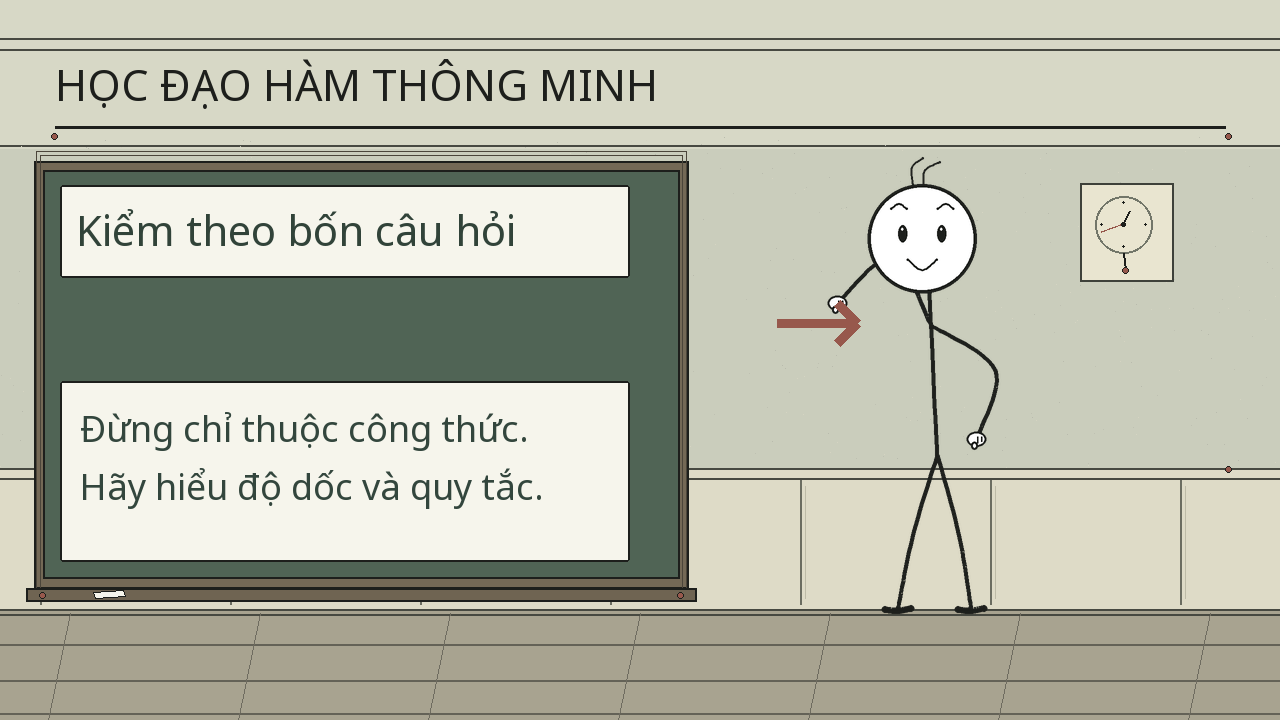 HỌC ĐẠO HÀM THÔNG MINH
Kiểm theo bốn câu hỏi
Đừng chỉ thuộc công thức.
Hãy hiểu độ dốc và quy tắc.